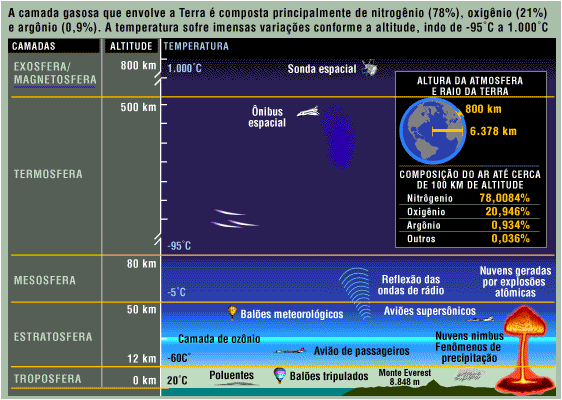 A camada gasosa que envolve a Terra é composta principalmente de nitrogênio (78%), oxigênio (21%)
e argônio (0,9%). A temperatura sofre imensas variações conforme a altitude, indo de -95˚C a 1.000˚C
CAMADAS ALTITUDE TEMPERATURA
EXOSFERA/ 800 km 1.000˚C Sonda espacial
MAGNETOSFERA
ALTURA DA ATMOSFERA
E RAIO DA TERRA
500 km Ônibus
espacial
800 km
6.378 km
TERMOSFERA
COMPOSIÇÃO DO AR ATÉ CERCA
DE 100 KM DE ALTITUDE
Nitrôgenio 78,0084%
Oxigênio 20,946%
Argônio 0,934%
Outros 0,036%
-95˚C
80 km
MESOSFERA -5˚C
Reflexão das
ondas de rádio
Nuvens geradas
por explosões
atômicas
50 km Balões meteorológicos Aviões supersônicos
ESTRATOSFERA Camada de ozônio
Nuvens nimbus
Fenômenos de
precipitação
12 km -60C˚ Avião de passageiros
TROPOSFERA 0 km 20˚C Poluentes Balões tripulados
Monte Everest
8.848 m